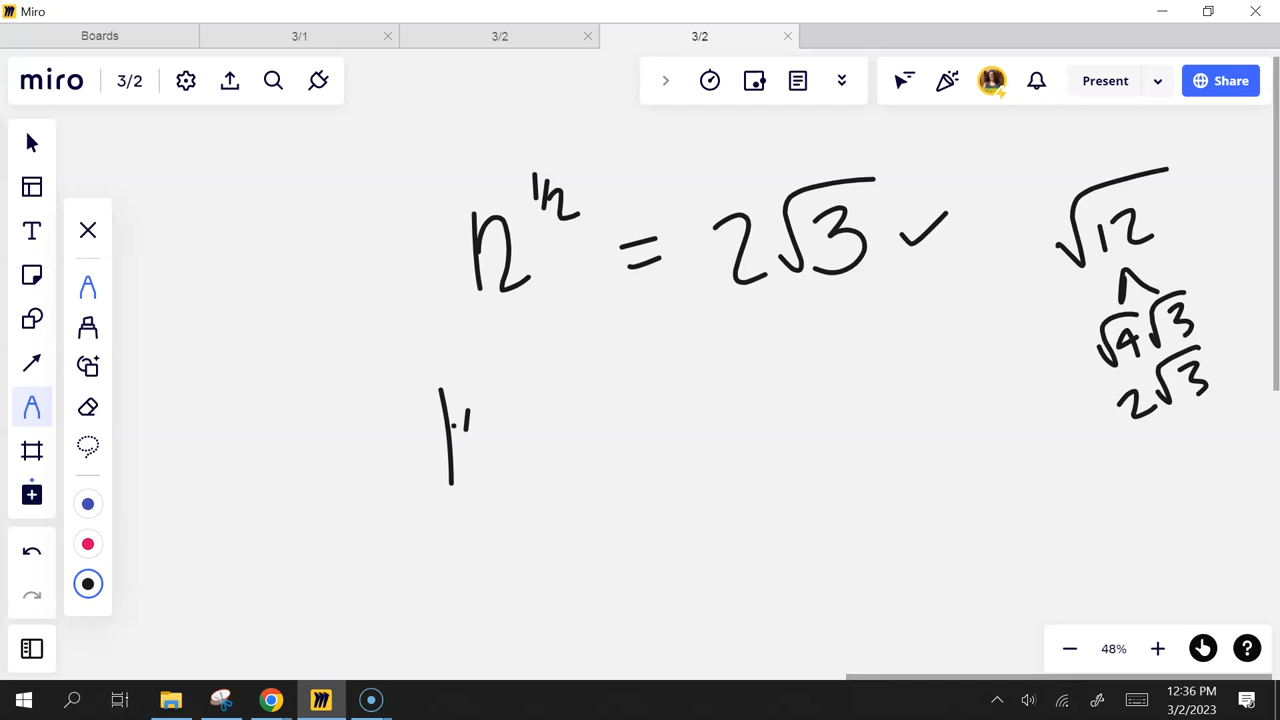 Miro
Boards 3/1 3/2 3/2
miro 3/2 Present Share
12^1/2 = 2√3 ✓ √12
√4 √3
2√3
48%
12:36 PM
3/2/2023